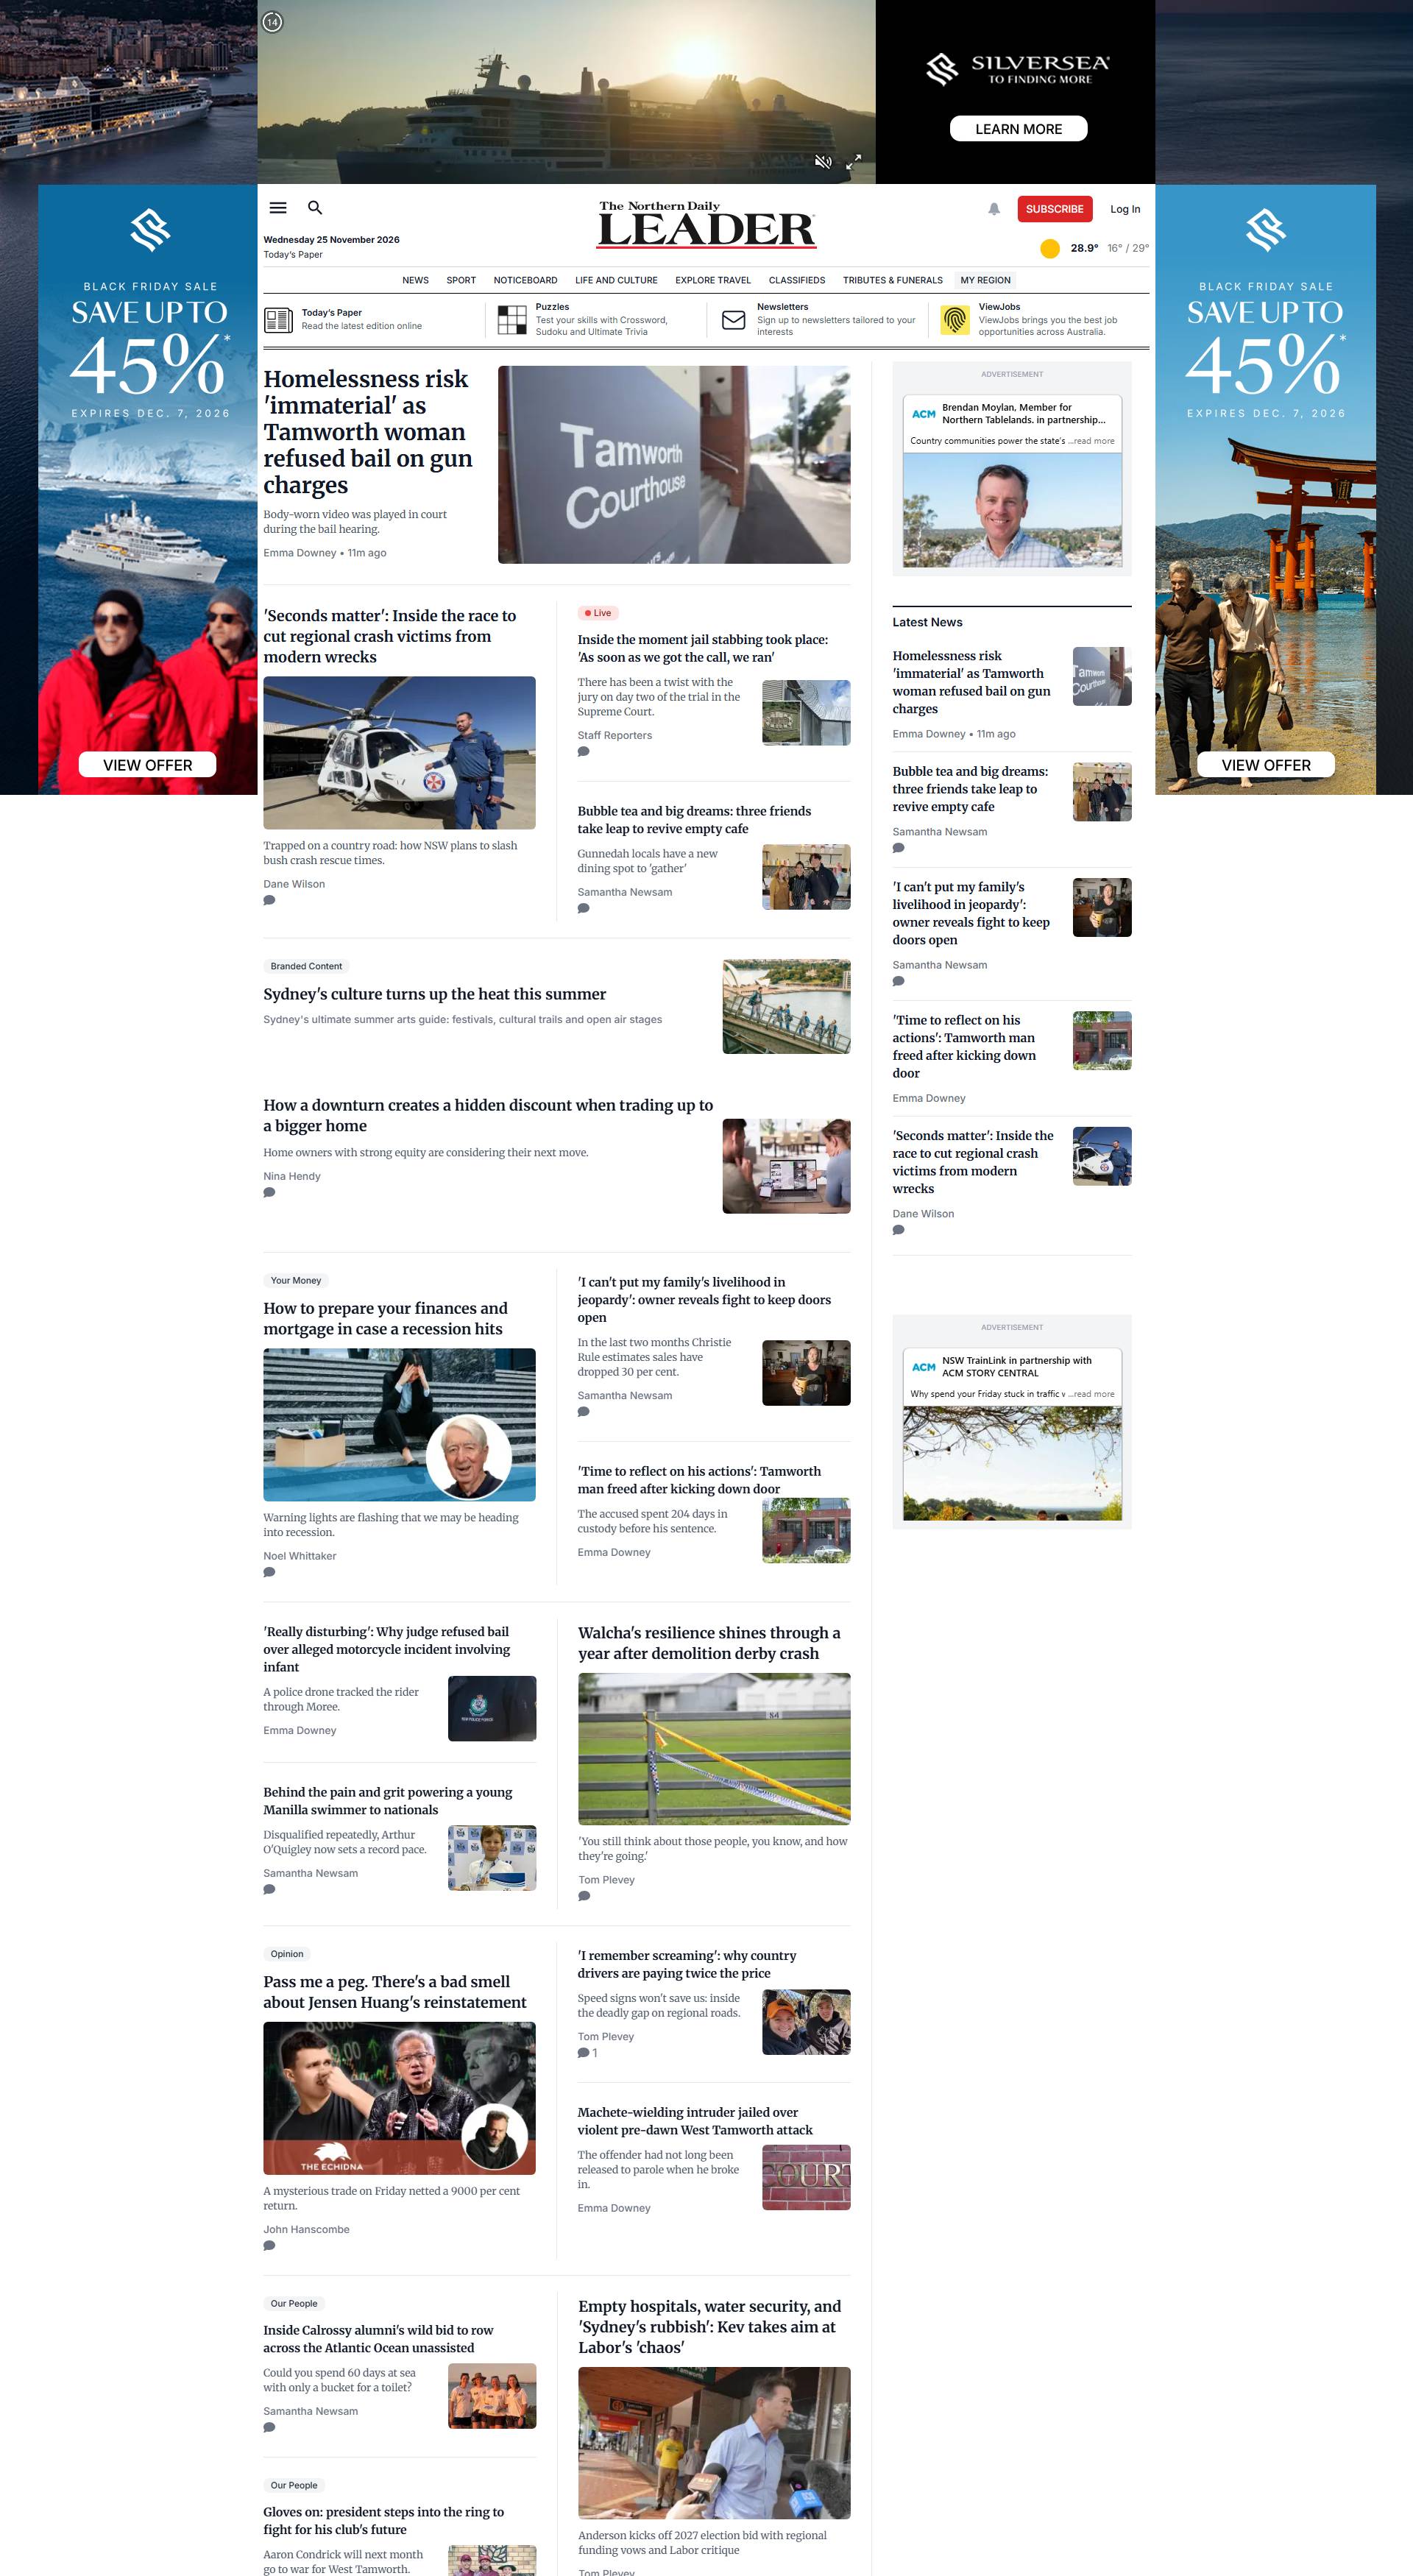 14
SILVERSEA
TO FINDING MORE
LEARN MORE
BLACK FRIDAY SALE
SAVE UP TO
45%*
EXPIRES DEC. 7, 2026
VIEW OFFER
The Northern Daily
LEADER
SUBSCRIBE
Log In
Wednesday 25 November 2026
Today's Paper
28.9° 16° / 29°
NEWS SPORT NOTICEBOARD LIFE AND CULTURE EXPLORE TRAVEL CLASSIFIEDS TRIBUTES & FUNERALS MY REGION
Today's Paper
Read the latest edition online
Puzzles
Test your skills with Crossword,
Sudoku and Ultimate Trivia
Newsletters
Sign up to newsletters tailored to your
interests
ViewJobs
ViewJobs brings you the best job
opportunities across Australia.
Homelessness risk
'immaterial' as
Tamworth woman
refused bail on gun
charges
Body-worn video was played in court
during the bail hearing.
Emma Downey • 11m ago
Tamworth
Courthouse
'Seconds matter': Inside the race to
cut regional crash victims from
modern wrecks
Trapped on a country road: how NSW plans to slash
bush crash rescue times.
Dane Wilson
Live
Inside the moment jail stabbing took place:
'As soon as we got the call, we ran'
There has been a twist with the
jury on day two of the trial in the
Supreme Court.
Staff Reporters
Bubble tea and big dreams: three friends
take leap to revive empty cafe
Gunnedah locals have a new
dining spot to 'gather'
Samantha Newsam
Branded Content
Sydney's culture turns up the heat this summer
Sydney's ultimate summer arts guide: festivals, cultural trails and open air stages
How a downturn creates a hidden discount when trading up to
a bigger home
Home owners with strong equity are considering their next move.
Nina Hendy
Your Money
How to prepare your finances and
mortgage in case a recession hits
Warning lights are flashing that we may be heading
into recession.
Noel Whittaker
'I can't put my family's livelihood in
jeopardy': owner reveals fight to keep doors
open
In the last two months Christie
Rule estimates sales have
dropped 30 per cent.
Samantha Newsam
'Time to reflect on his actions': Tamworth
man freed after kicking down door
The accused spent 204 days in
custody before his sentence.
Emma Downey
'Really disturbing': Why judge refused bail
over alleged motorcycle incident involving
infant
A police drone tracked the rider
through Moree.
Emma Downey
Behind the pain and grit powering a young
Manilla swimmer to nationals
Disqualified repeatedly, Arthur
O'Quigley now sets a record pace.
Samantha Newsam
Walcha's resilience shines through a
year after demolition derby crash
84
'You still think about those people, you know, and how
they're going.'
Tom Plevey
Opinion
Pass me a peg. There's a bad smell
about Jensen Huang's reinstatement
THE ECHIDNA
A mysterious trade on Friday netted a 9000 per cent
return.
John Hanscombe
'I remember screaming': why country
drivers are paying twice the price
Speed signs won't save us: inside
the deadly gap on regional roads.
Tom Plevey
1
Machete-wielding intruder jailed over
violent pre-dawn West Tamworth attack
The offender had not long been
released to parole when he broke
in.
Emma Downey
COURT
Our People
Inside Calrossy alumni's wild bid to row
across the Atlantic Ocean unassisted
Could you spend 60 days at sea
with only a bucket for a toilet?
Samantha Newsam
Our People
Gloves on: president steps into the ring to
fight for his club's future
Aaron Condrick will next month
go to war for West Tamworth.
Empty hospitals, water security, and
'Sydney's rubbish': Kev takes aim at
Labor's 'chaos'
Anderson kicks off 2027 election bid with regional
funding vows and Labor critique
Tom Plevey
ADVERTISEMENT
ACM
Brendan Moylan, Member for
Northern Tablelands. in partnership...
Country communities power the state's ...read more
Latest News
Homelessness risk
'immaterial' as Tamworth
woman refused bail on gun
charges
Emma Downey • 11m ago
Tamworth
Courthouse
Bubble tea and big dreams:
three friends take leap to
revive empty cafe
Samantha Newsam
'I can't put my family's
livelihood in jeopardy':
owner reveals fight to keep
doors open
Samantha Newsam
'Time to reflect on his
actions': Tamworth man
freed after kicking down
door
Emma Downey
'Seconds matter': Inside the
race to cut regional crash
victims from modern
wrecks
Dane Wilson
ADVERTISEMENT
ACM
NSW TrainLink in partnership with
ACM STORY CENTRAL
Why spend your Friday stuck in traffic ...read more
BLACK FRIDAY SALE
SAVE UP TO
45%*
EXPIRES DEC. 7, 2026
VIEW OFFER